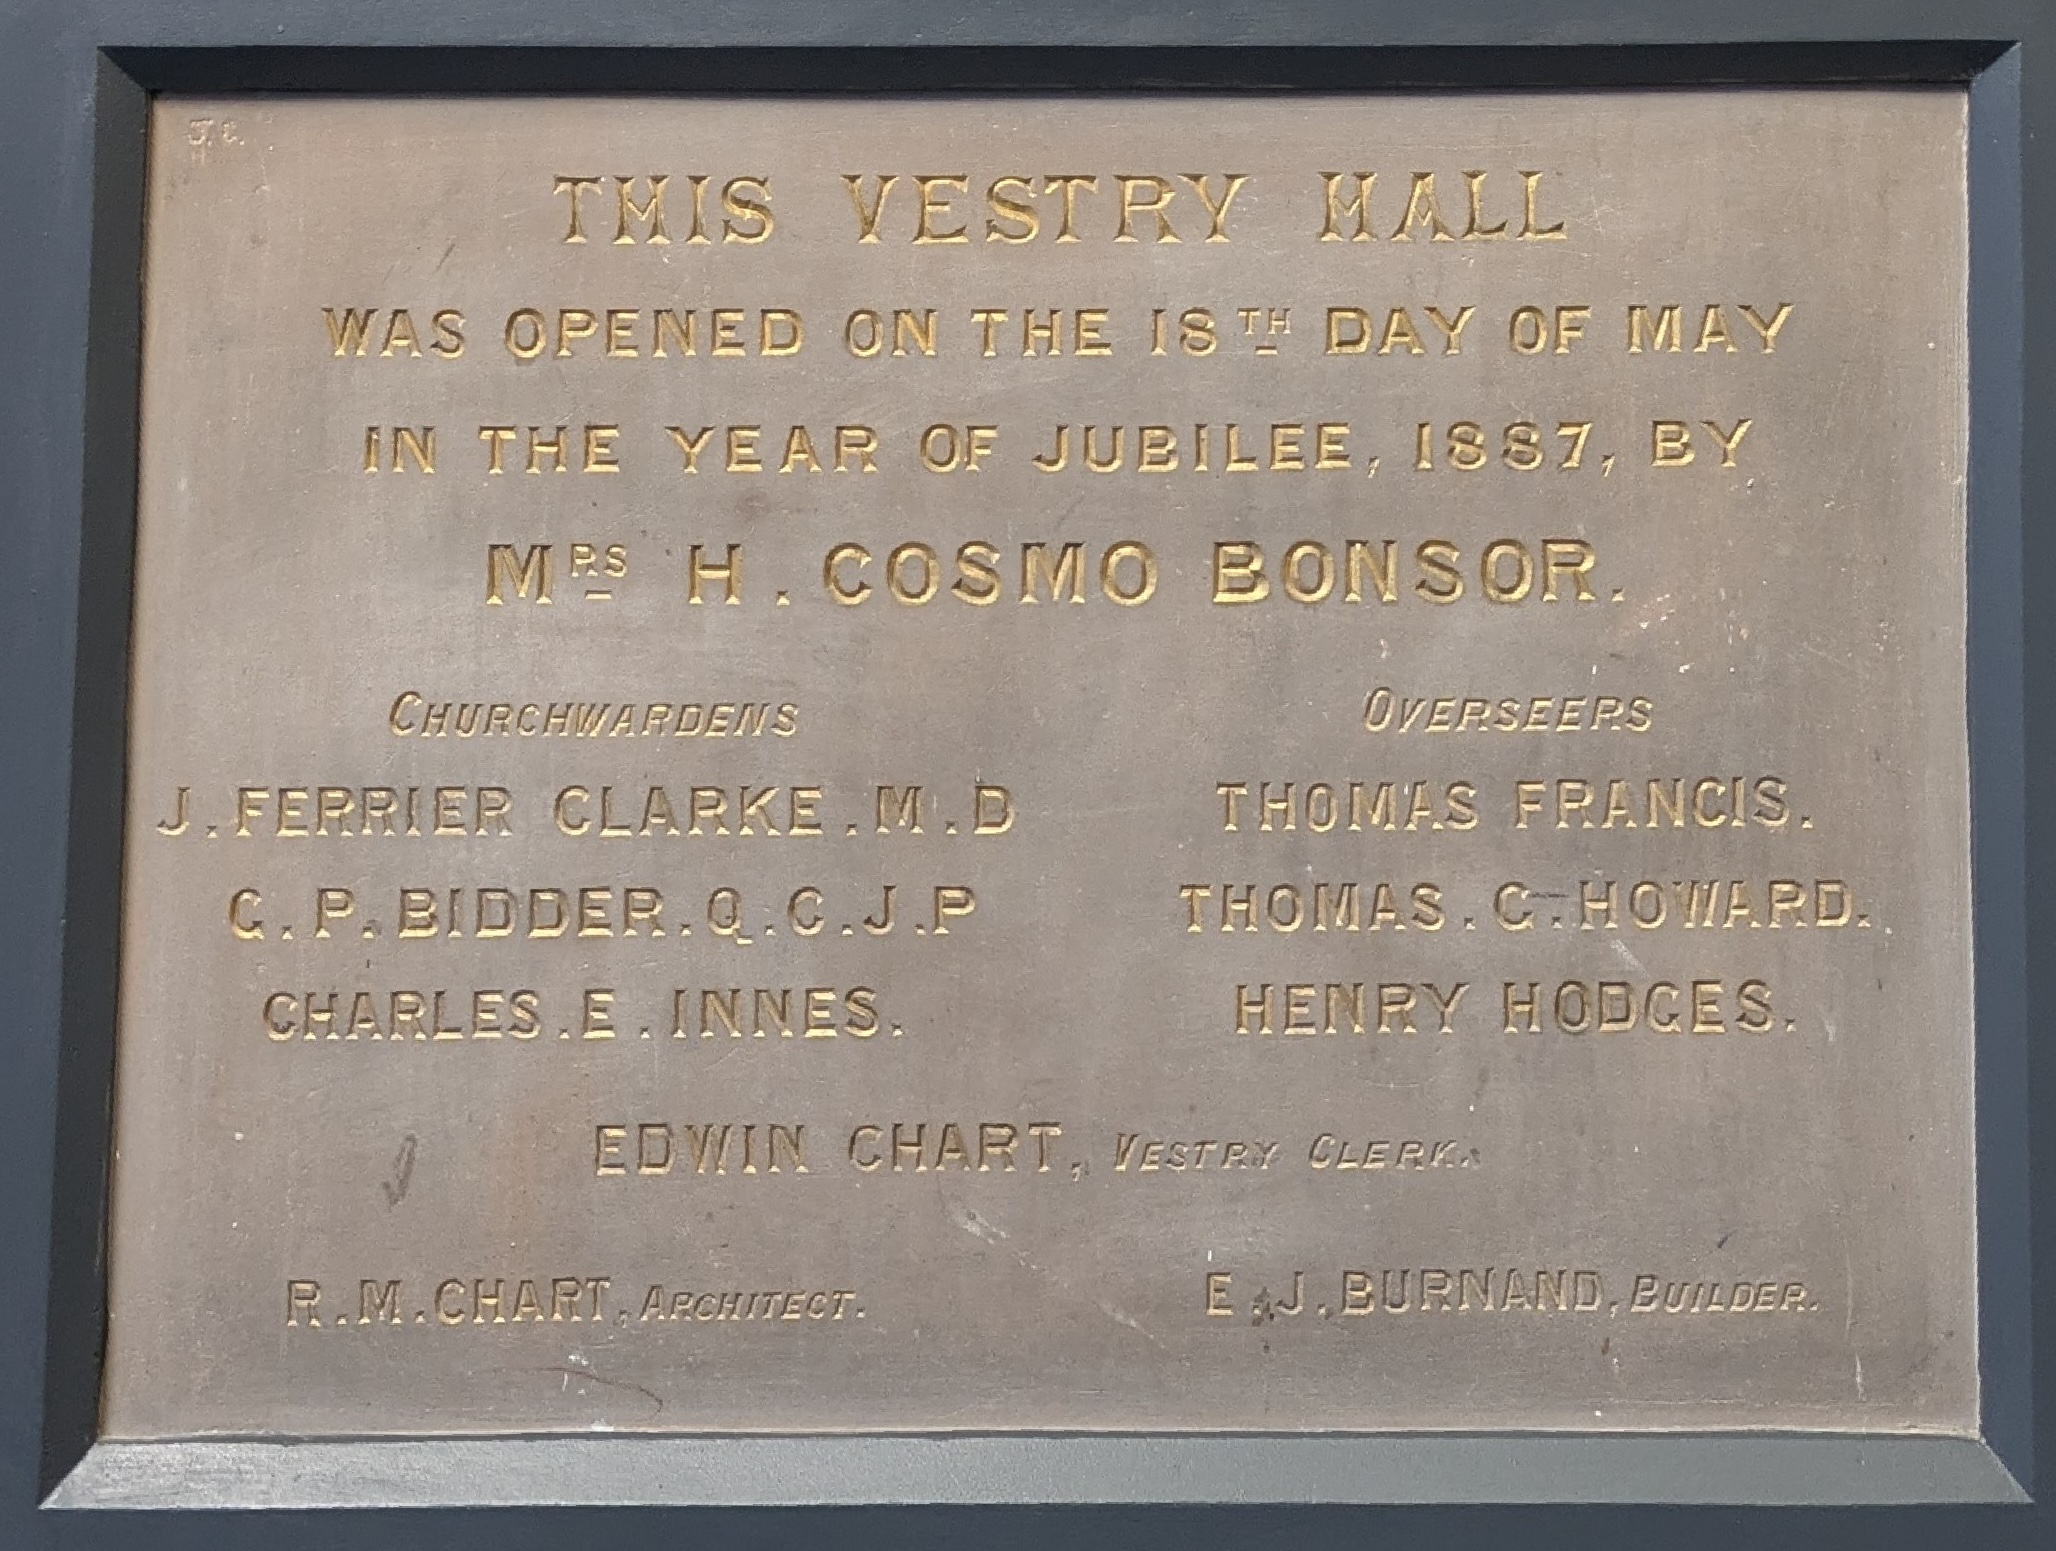 THIS VESTRY HALL
WAS OPENED ON THE 18TH DAY OF MAY
IN THE YEAR OF JUBILEE, 1887, BY
MRS H. COSMO BONSOR.
CHURCHWARDENS
J. FERRIER CLARKE. M. D
G. P. BIDDER. Q. C. J. P
CHARLES. E. INNES.
OVERSEERS
THOMAS FRANCIS.
THOMAS. C. HOWARD.
HENRY HODGES.
EDWIN CHART, VESTRY CLERK.
R. M. CHART, ARCHITECT.
E. J. BURNAND, BUILDER.